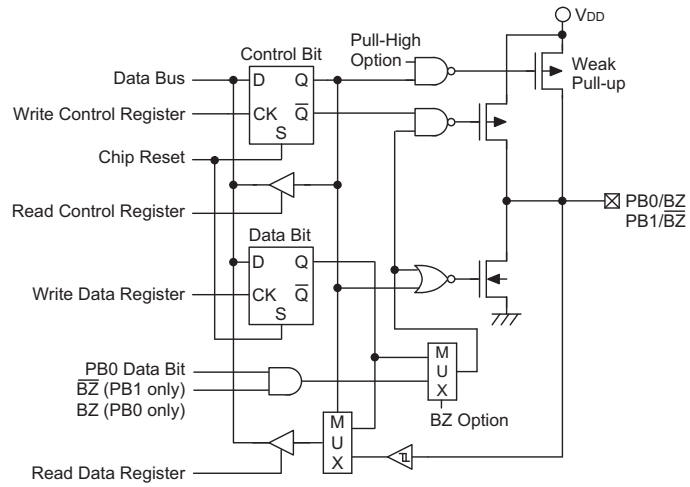 VDD
Control Bit
Pull-High
Option
Weak
Pull-up
Data Bus
D
Q
Write Control Register
CK
Q̅
S
Chip Reset
Read Control Register
PB0/BZ
PB1/B̅Z̅
Data Bit
D
Q
Write Data Register
CK
Q̅
S
PB0 Data Bit
B̅Z̅ (PB1 only)
BZ (PB0 only)
M
U
X
BZ Option
M
U
X
Read Data Register